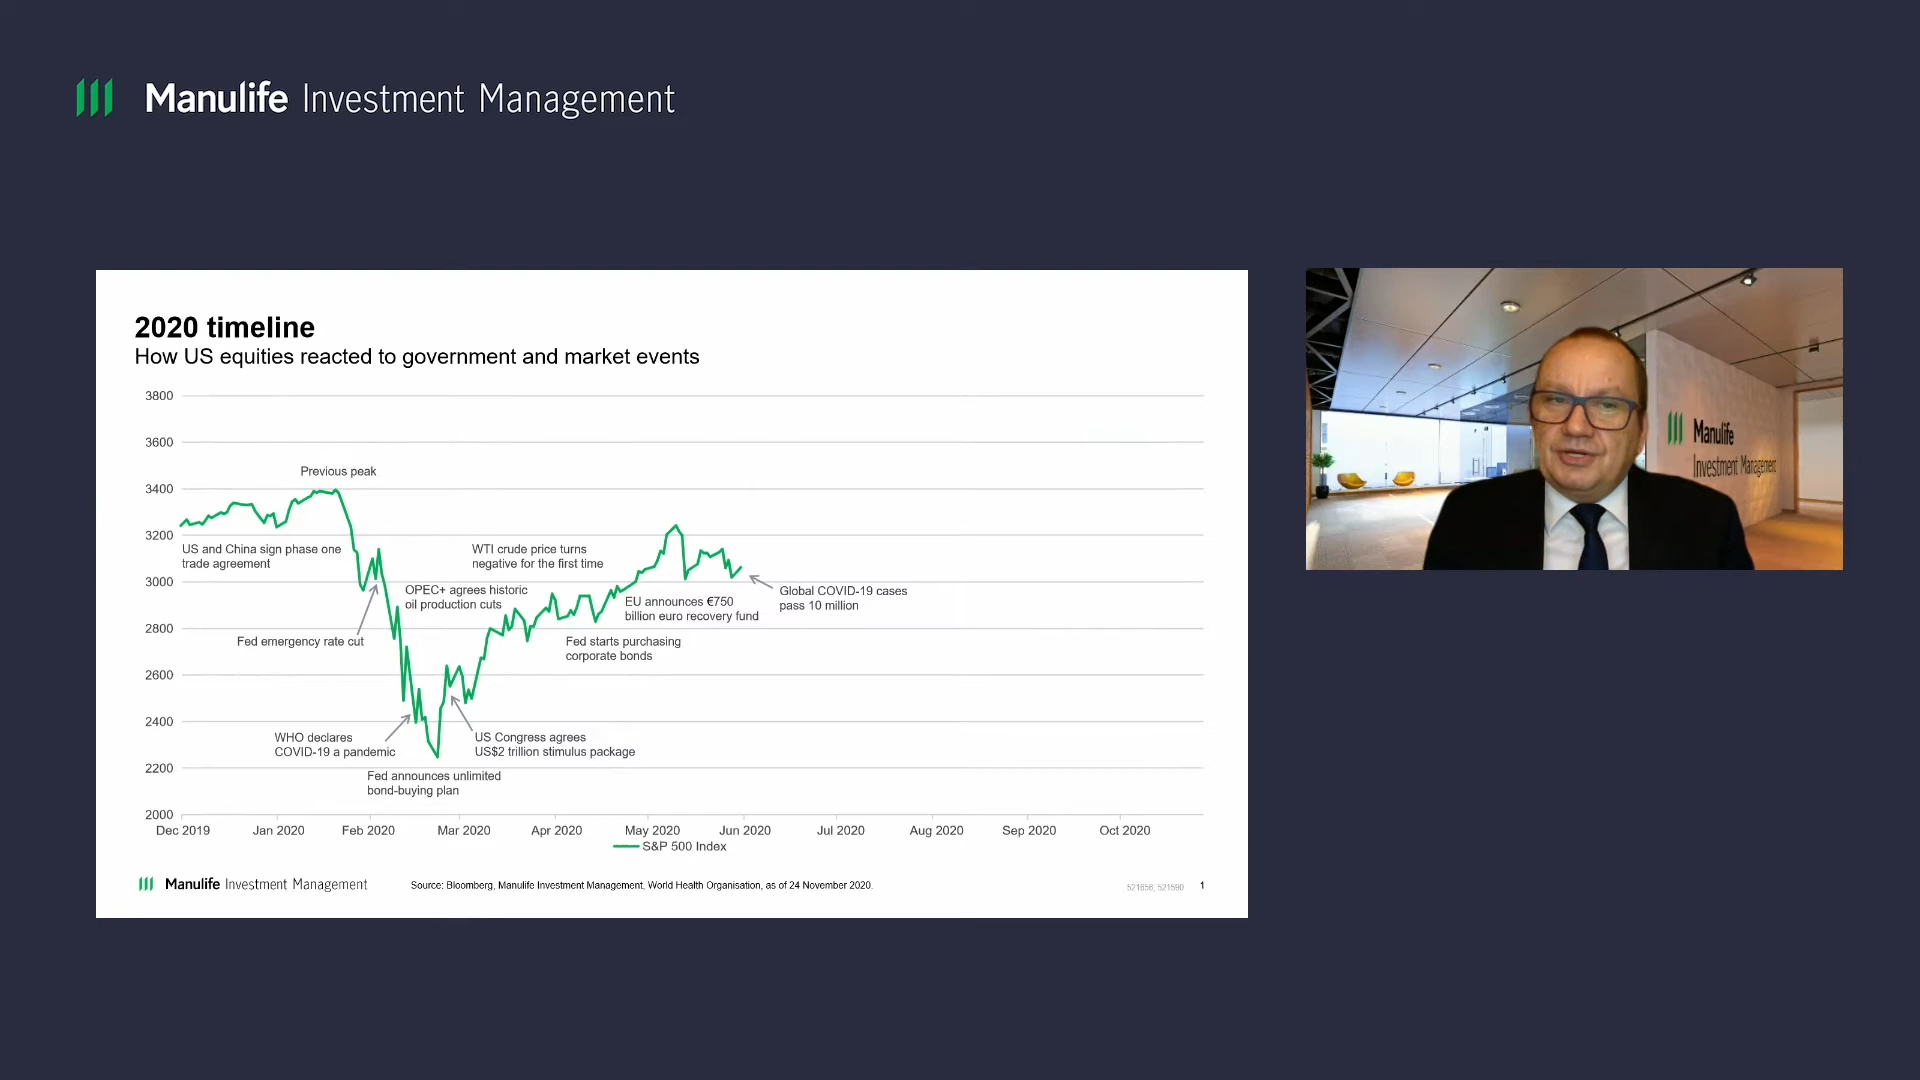 Manulife Investment Management
2020 timeline
How US equities reacted to government and market events
3800
3600
Previous peak
3400
3200
US and China sign phase one
trade agreement
WTI crude price turns
negative for the first time
3000
OPEC+ agrees historic
oil production cuts
EU announces €750
billion euro recovery fund
Global COVID-19 cases
pass 10 million
2800
Fed emergency rate cut
Fed starts purchasing
corporate bonds
2600
2400
WHO declares
COVID-19 a pandemic
US Congress agrees
US$2 trillion stimulus package
2200
Fed announces unlimited
bond-buying plan
2000
Dec 2019 Jan 2020 Feb 2020 Mar 2020 Apr 2020 May 2020 Jun 2020 Jul 2020 Aug 2020 Sep 2020 Oct 2020
S&P 500 Index
Manulife Investment Management
Source: Bloomberg, Manulife Investment Management, World Health Organisation, as of 24 November 2020.
1
Manulife
Investment Management